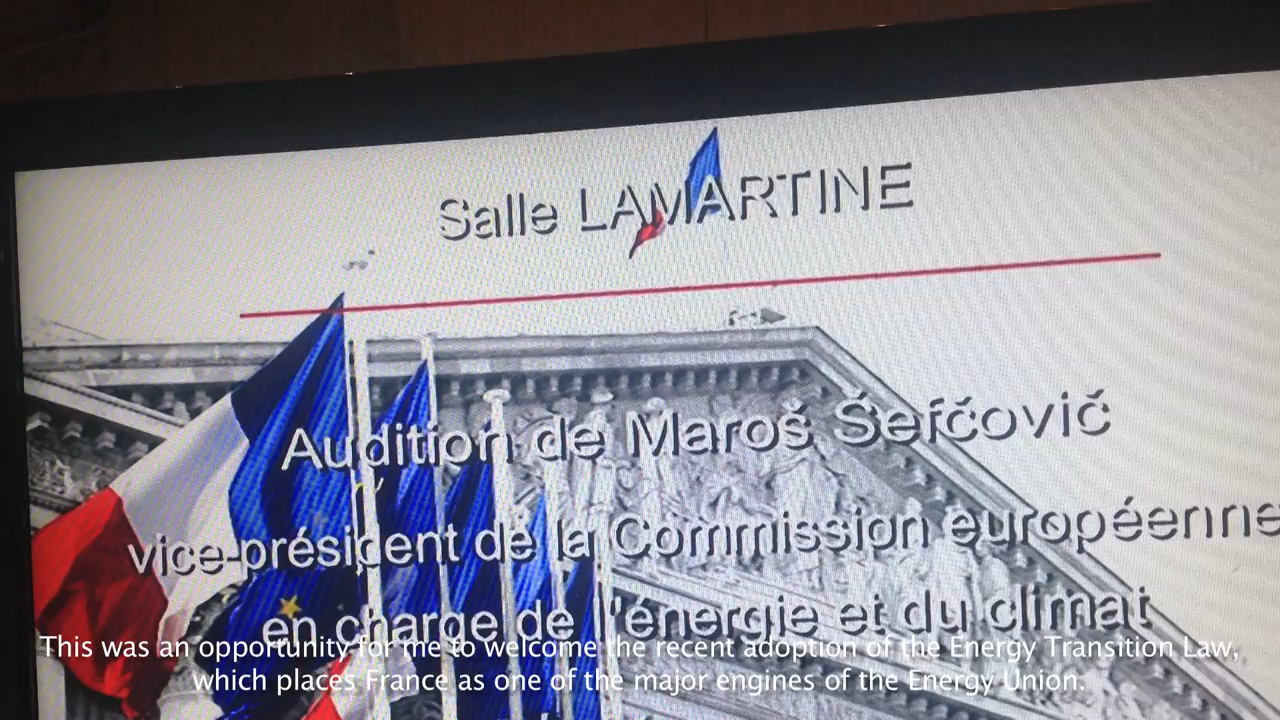 Salle LAMARTINE
Audition de Maroš Šefčovič
vice-président de la Commission européenne
en charge de l'énergie et du climat
This was an opportunity for me to welcome the recent adoption of the Energy Transition Law,
which places France as one of the major engines of the Energy Union.